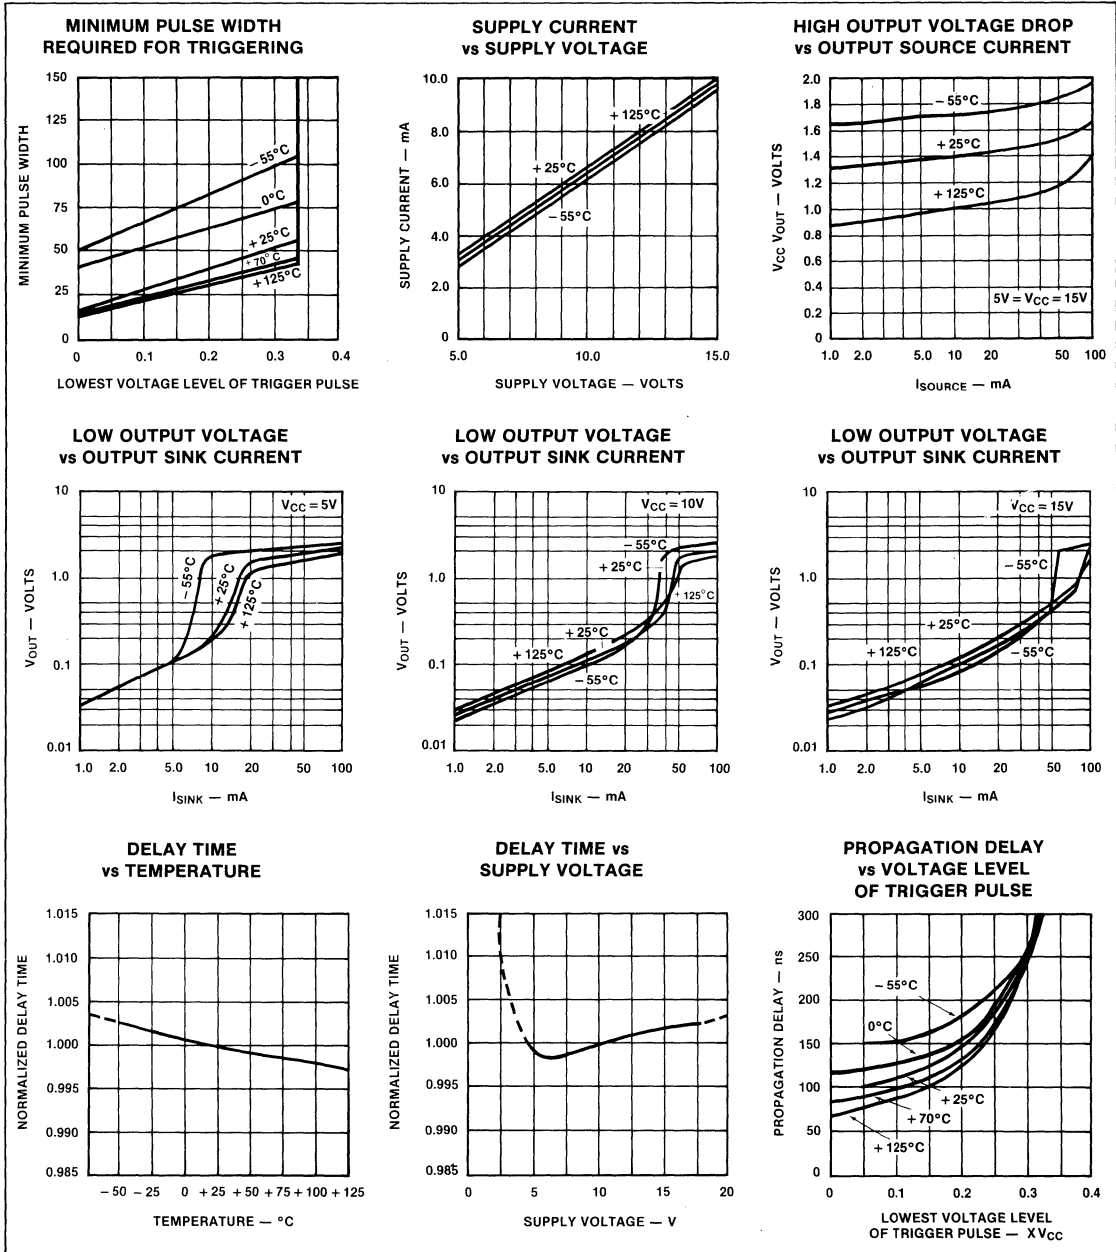 MINIMUM PULSE WIDTH
REQUIRED FOR TRIGGERING
150
125
100
75
50
25
0
MINIMUM PULSE WIDTH
−55°C
0°C
+25°C
+70°C
+125°C
0 0.1 0.2 0.3 0.4
LOWEST VOLTAGE LEVEL OF TRIGGER PULSE
SUPPLY CURRENT
vs SUPPLY VOLTAGE
10.0
8.0
6.0
4.0
2.0
0
SUPPLY CURRENT — mA
+125°C
+25°C
−55°C
5.0 10.0 15.0
SUPPLY VOLTAGE — VOLTS
HIGH OUTPUT VOLTAGE DROP
vs OUTPUT SOURCE CURRENT
2.0
1.8
1.6
1.4
1.2
1.0
0.8
0.6
0.4
0.2
0
VCC VOUT — VOLTS
−55°C
+25°C
+125°C
5V = VCC = 15V
1.0 2.0 5.0 10 20 50 100
ISOURCE — mA
LOW OUTPUT VOLTAGE
vs OUTPUT SINK CURRENT
10
1.0
0.1
0.01
VOUT — VOLTS
VCC = 5V
−55°C
+25°C
+125°C
1.0 2.0 5.0 10 20 50 100
ISINK — mA
LOW OUTPUT VOLTAGE
vs OUTPUT SINK CURRENT
10
1.0
0.1
0.01
VOUT — VOLTS
VCC = 10V
−55°C
+25°C
+125°C
+25°C
+125°C
−55°C
1.0 2.0 5.0 10 20 50 100
ISINK — mA
LOW OUTPUT VOLTAGE
vs OUTPUT SINK CURRENT
10
1.0
0.1
0.01
VOUT — VOLTS
VCC = 15V
−55°C
+25°C
+125°C
−55°C
1.0 2.0 5.0 10 20 50 100
ISINK — mA
DELAY TIME
vs TEMPERATURE
1.015
1.010
1.005
1.000
0.995
0.990
0.985
NORMALIZED DELAY TIME
−50 −25 0 +25 +50 +75 +100 +125
TEMPERATURE — °C
DELAY TIME vs
SUPPLY VOLTAGE
1.015
1.010
1.005
1.000
0.995
0.990
0.985
NORMALIZED DELAY TIME
0 5 10 15 20
SUPPLY VOLTAGE — V
PROPAGATION DELAY
vs VOLTAGE LEVEL
OF TRIGGER PULSE
300
250
200
150
100
50
0
PROPAGATION DELAY — ns
−55°C
0°C
+25°C
+70°C
+125°C
0 0.1 0.2 0.3 0.4
LOWEST VOLTAGE LEVEL
OF TRIGGER PULSE — XVCC